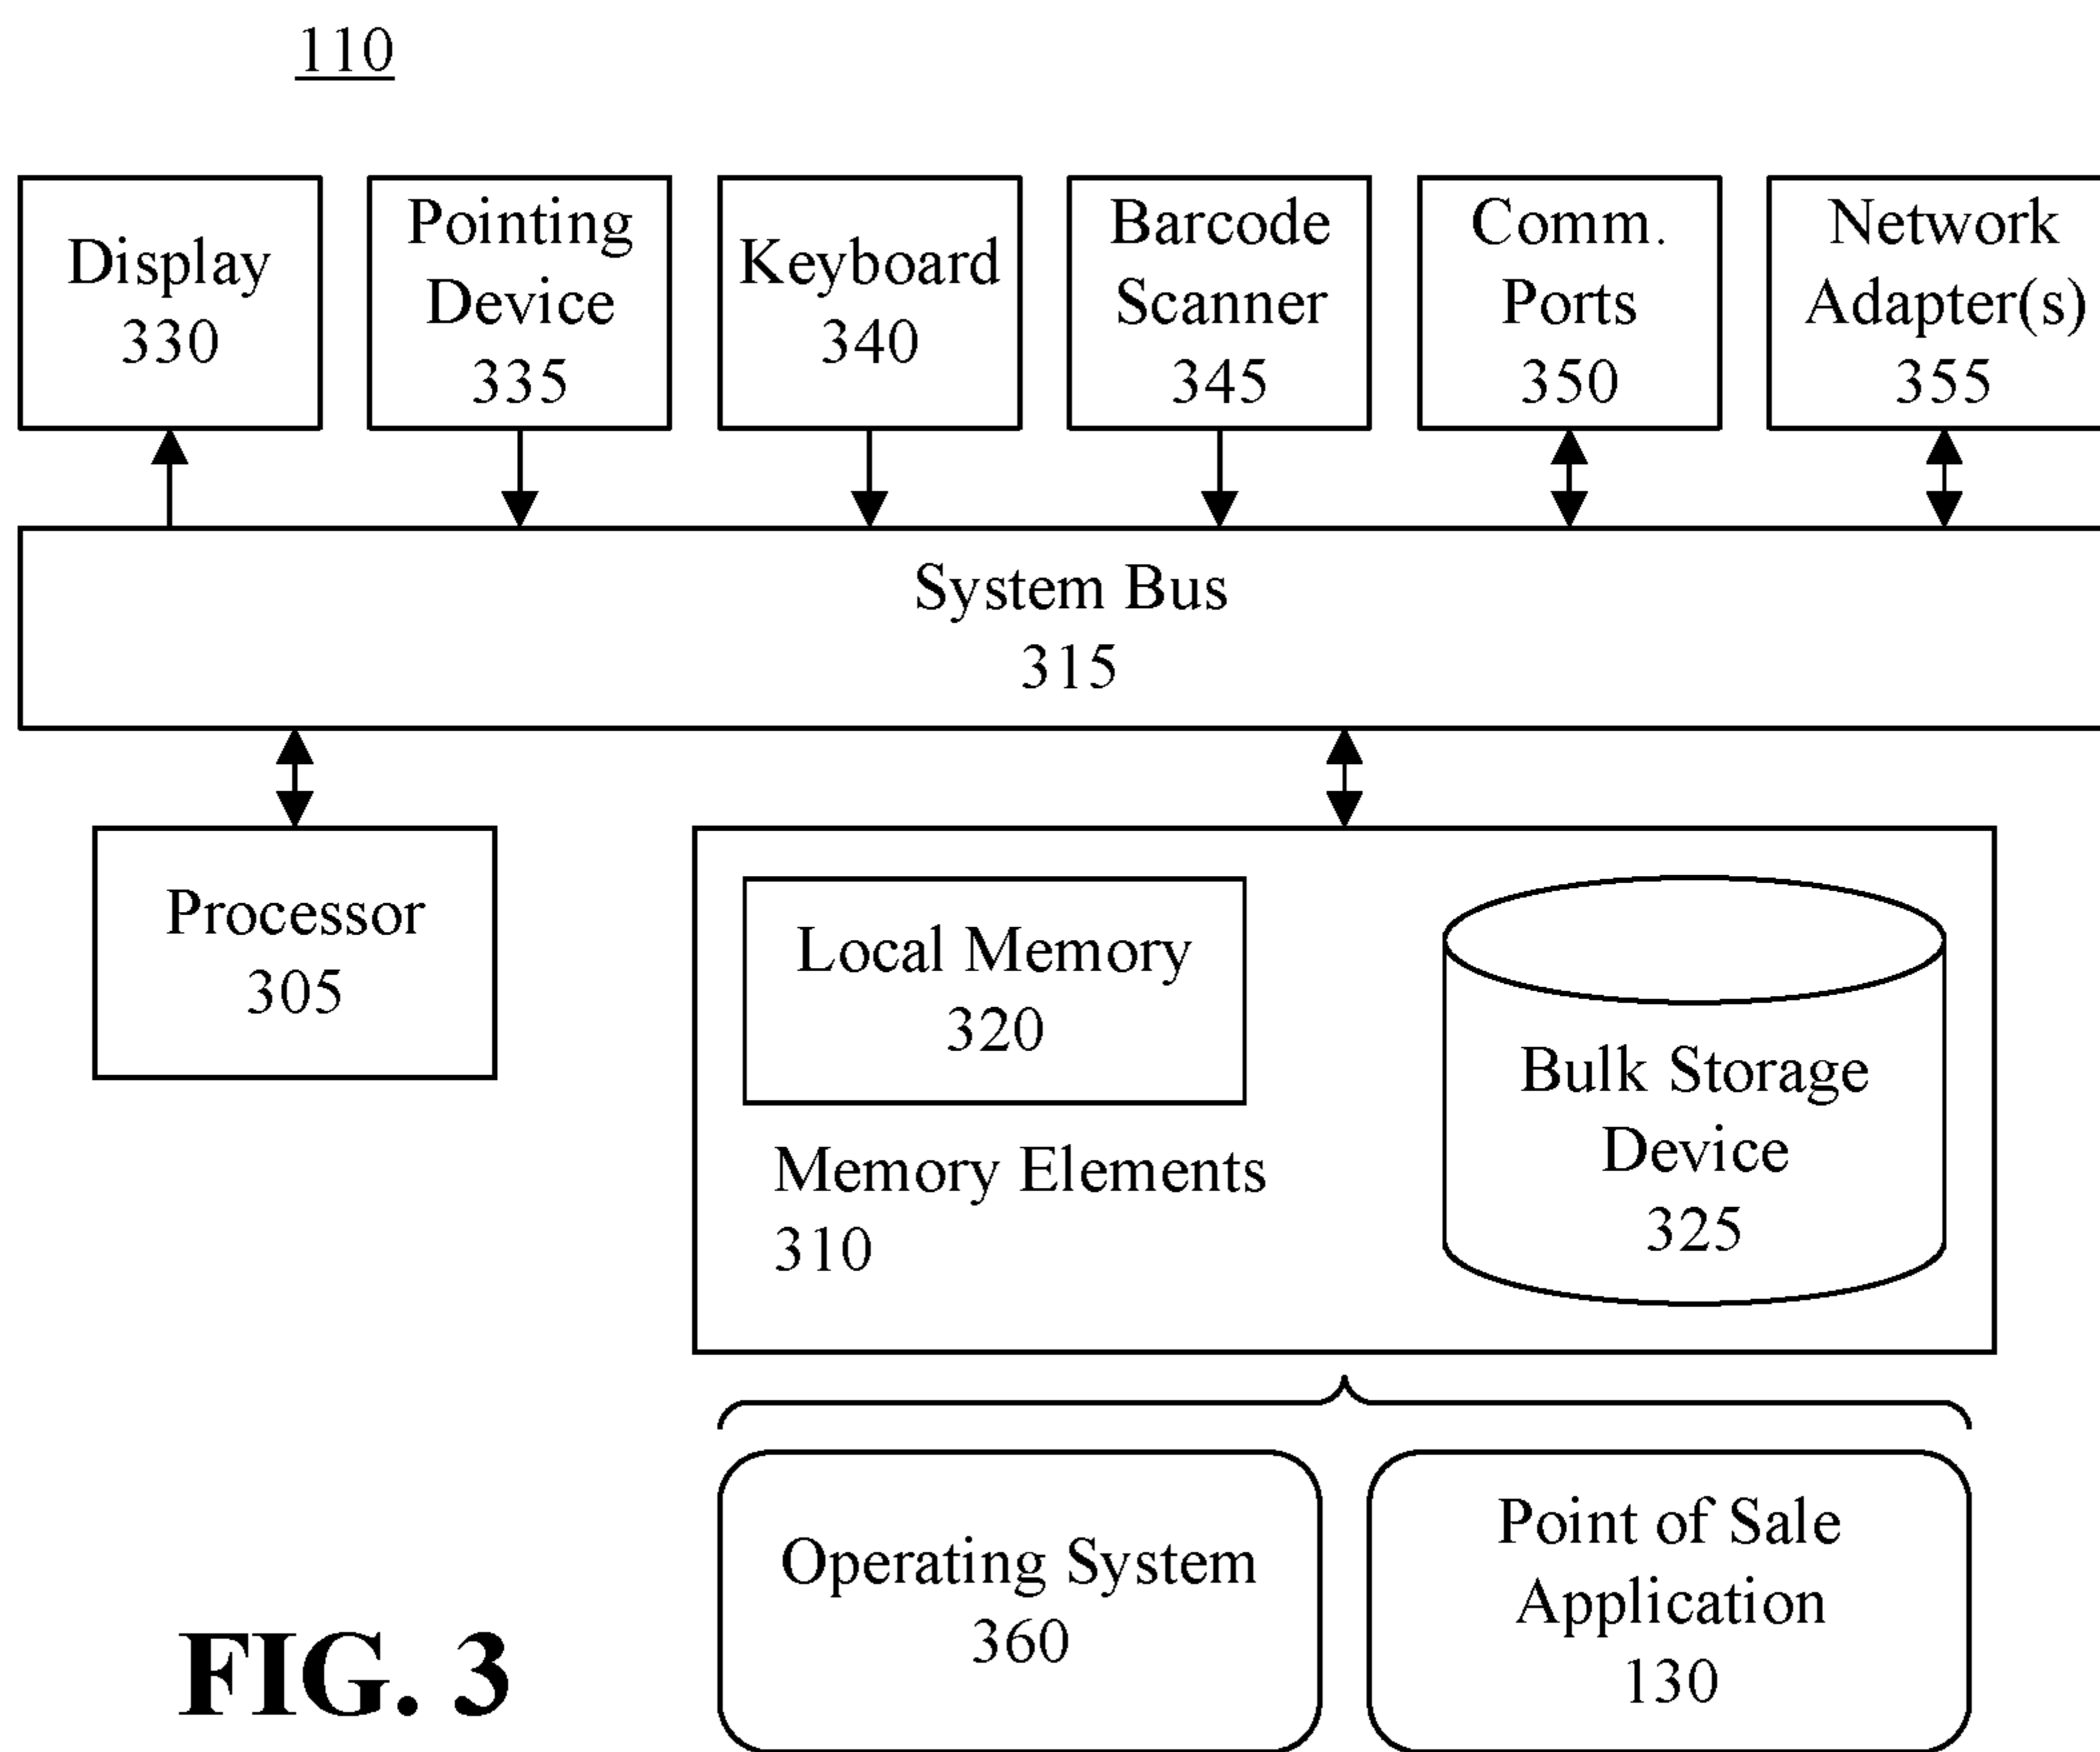 110
Display
330
Pointing
Device
335
Keyboard
340
Barcode
Scanner
345
Comm.
Ports
350
Network
Adapter(s)
355
System Bus
315
Processor
305
Local Memory
320
Memory Elements
310
Bulk Storage
Device
325
Operating System
360
Point of Sale
Application
130
FIG. 3